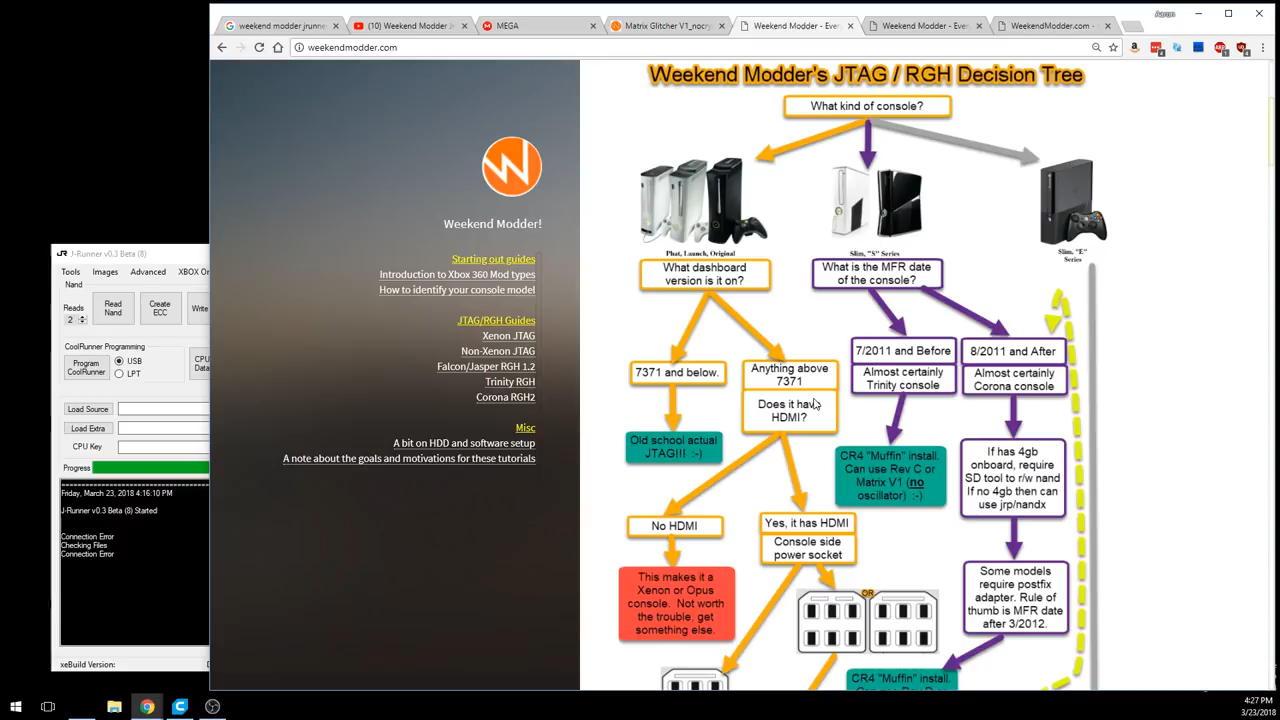 weekend modder jrunne
(10) Weekend Modder J
MEGA
Matrix Glitcher V1_nocry
Weekend Modder - Ever
Weekend Modder - Ever
WeekendModder.com -
Aaron
weekendmodder.com
Weekend Modder!
Starting out guides
Introduction to Xbox 360 Mod types
How to identify your console model
JTAG/RGH Guides
Xenon JTAG
Non-Xenon JTAG
Falcon/Jasper RGH 1.2
Trinity RGH
Corona RGH2
Misc
A bit on HDD and software setup
A note about the goals and motivations for these tutorials
JR J-Runner v0.3 Beta (8)
Tools Images Advanced XBOX O
Nand
Reads
2
Read
Nand
Create
ECC
Write
CoolRunner Programming
Program
CoolRunner
USB
LPT
CPU
Data
Load Source
Load Extra
CPU Key
Progress
Friday, March 23, 2018 4:16:10 PM
J-Runner v0.3 Beta (8) Started
Connection Error
Checking Files
Connection Error
xeBuild Version:
Weekend Modder's JTAG / RGH Decision Tree
What kind of console?
Phat, Launch, Original
Slim, "S" Series
Slim, "E"
Series
What dashboard
version is it on?
What is the MFR date
of the console?
7371 and below.
Anything above
7371
Does it have
HDMI?
7/2011 and Before
Almost certainly
Trinity console
8/2011 and After
Almost certainly
Corona console
Old school actual
JTAG!!! :-)
CR4 "Muffin" install.
Can use Rev C or
Matrix V1 (no
oscillator) :-)
If has 4gb
onboard, require
SD tool to r/w nand
If no 4gb then can
use jrp/nandx
No HDMI
Yes, it has HDMI
Console side
power socket
This makes it a
Xenon or Opus
console. Not worth
the trouble, get
something else.
OR
Some models
require postfix
adapter. Rule of
thumb is MFR date
after 3/2012.
CR4 "Muffin" install.
4:27 PM
3/23/2018